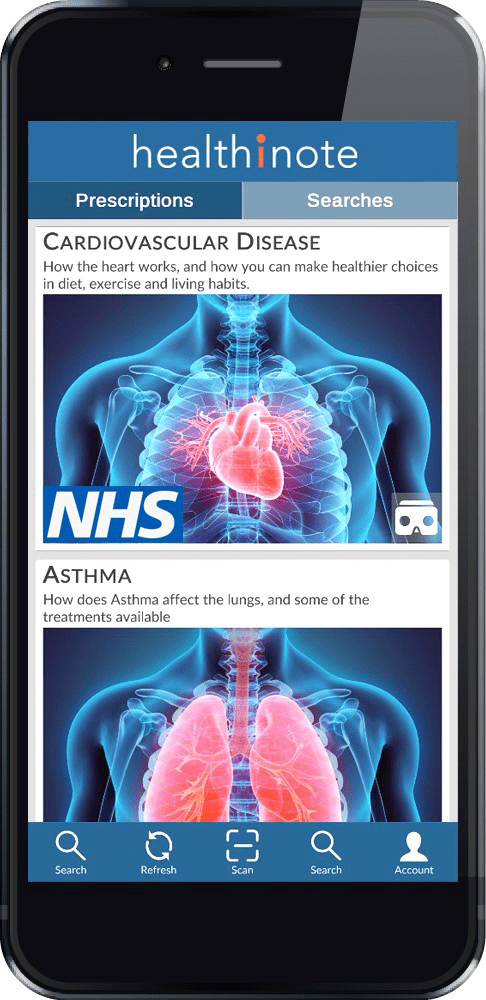 healthinote
Prescriptions
Searches
CARDIOVASCULAR DISEASE
How the heart works, and how you can make healthier choices
in diet, exercise and living habits.
NHS
ASTHMA
How does Asthma affect the lungs, and some of the
treatments available
Search
Refresh
Scan
Search
Account